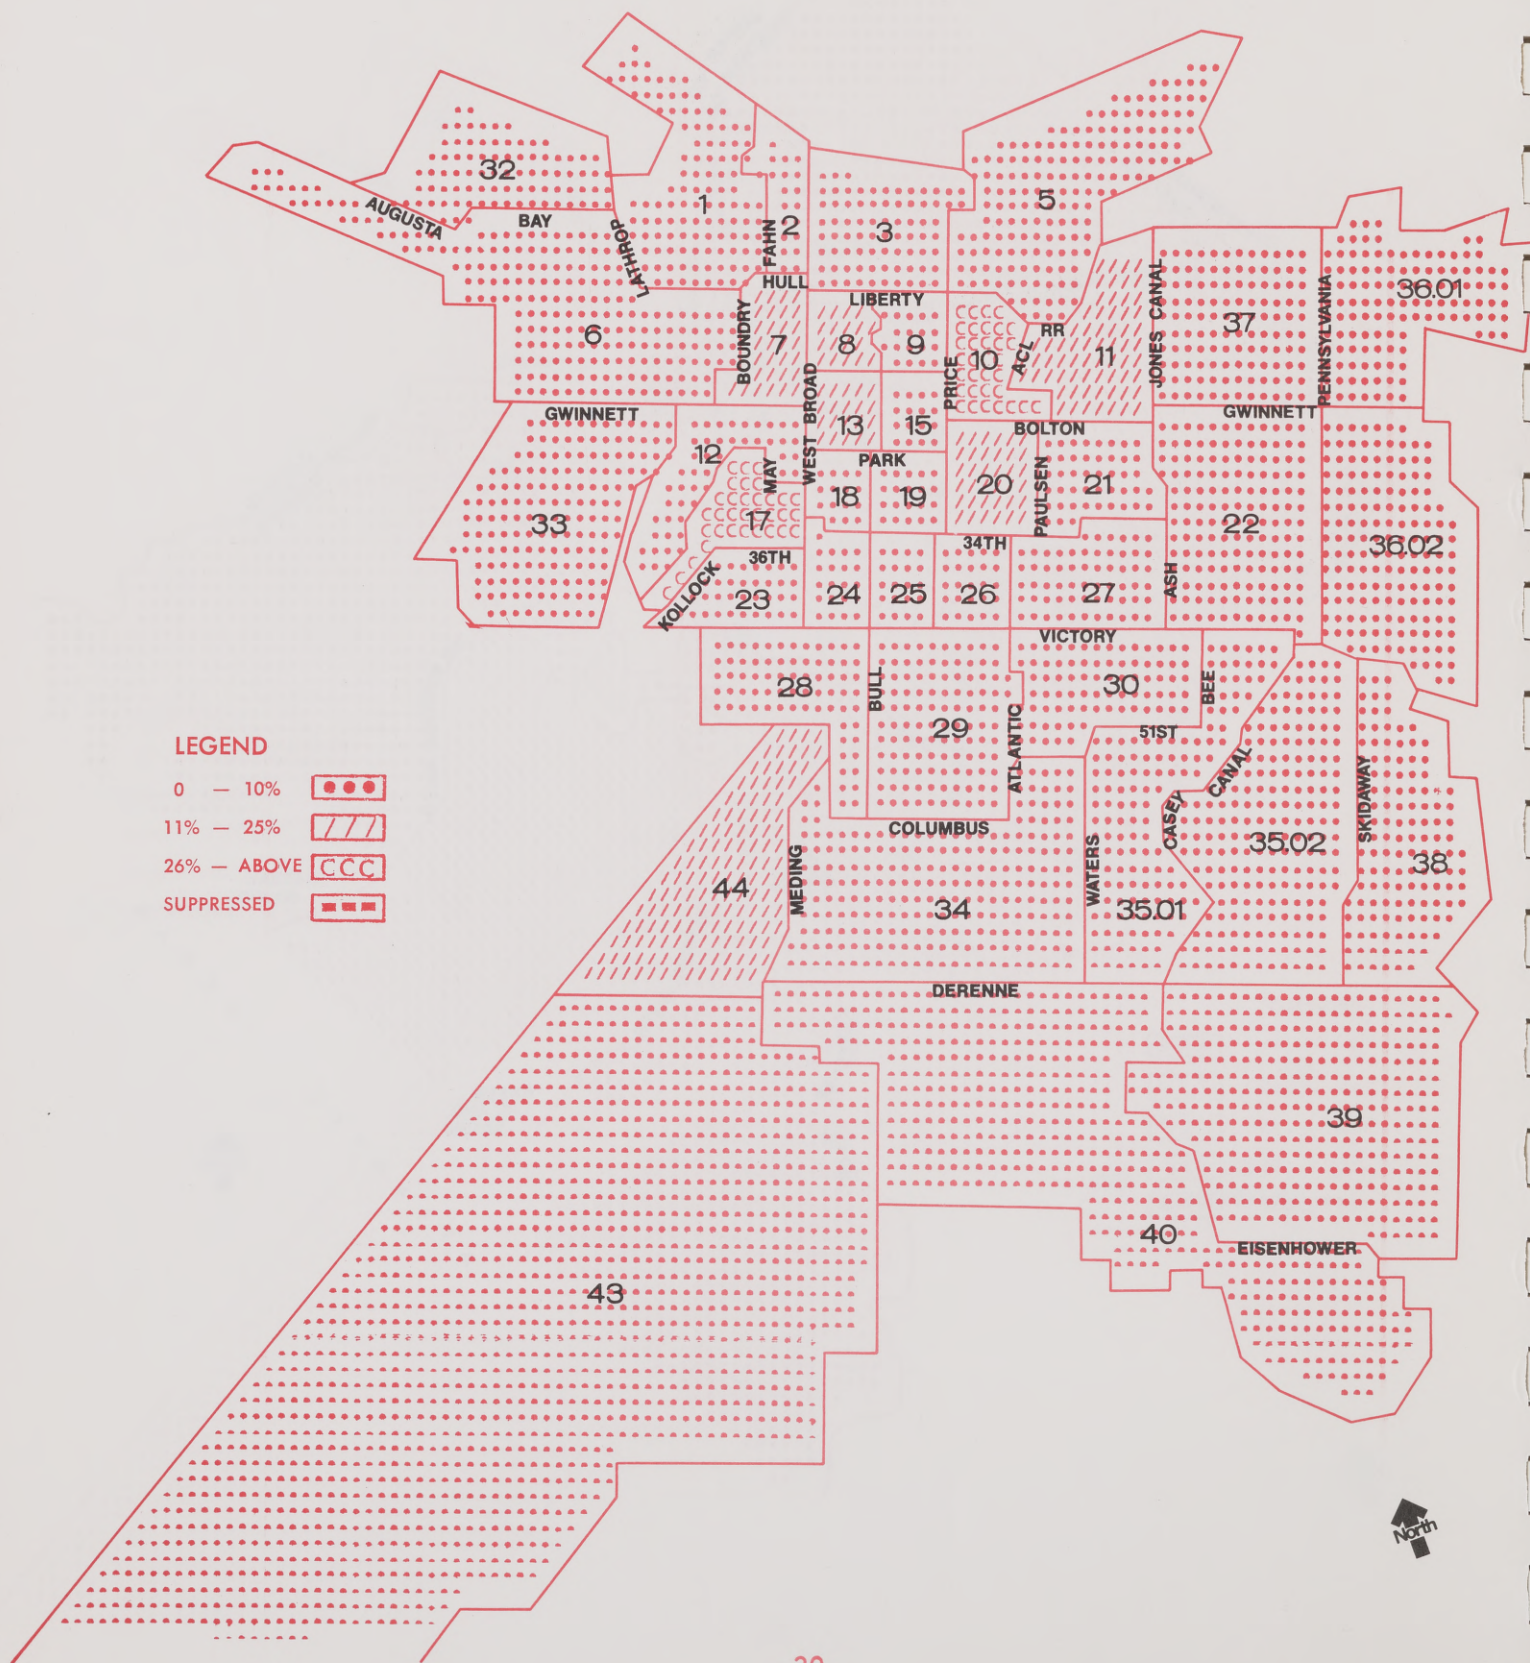 32
1
5
AUGUSTA
BAY
LATHROP
FAHN
2
3
HULL
LIBERTY
36.01
6
BOUNDRY
7
8
9
10
ACL
RR
11
JONES CANAL
37
PENNSYLVANIA
PRICE
GWINNETT
WEST BROAD
13
15
BOLTON
GWINNETT
12
MAY
PARK
33
17
18
19
20
PAULSEN
21
22
36.02
36TH
34TH
KOLLOCK
23
24
25
26
27
ASH
VICTORY
28
BULL
29
ATLANTIC
30
BEE
51ST
CASEY CANAL
SKIDAWAY
LEGEND
0 — 10%
11% — 25%
26% — ABOVE
SUPPRESSED
COLUMBUS
MEDING
WATERS
35.02
38
44
34
35.01
DERENNE
39
40
EISENHOWER
43
North